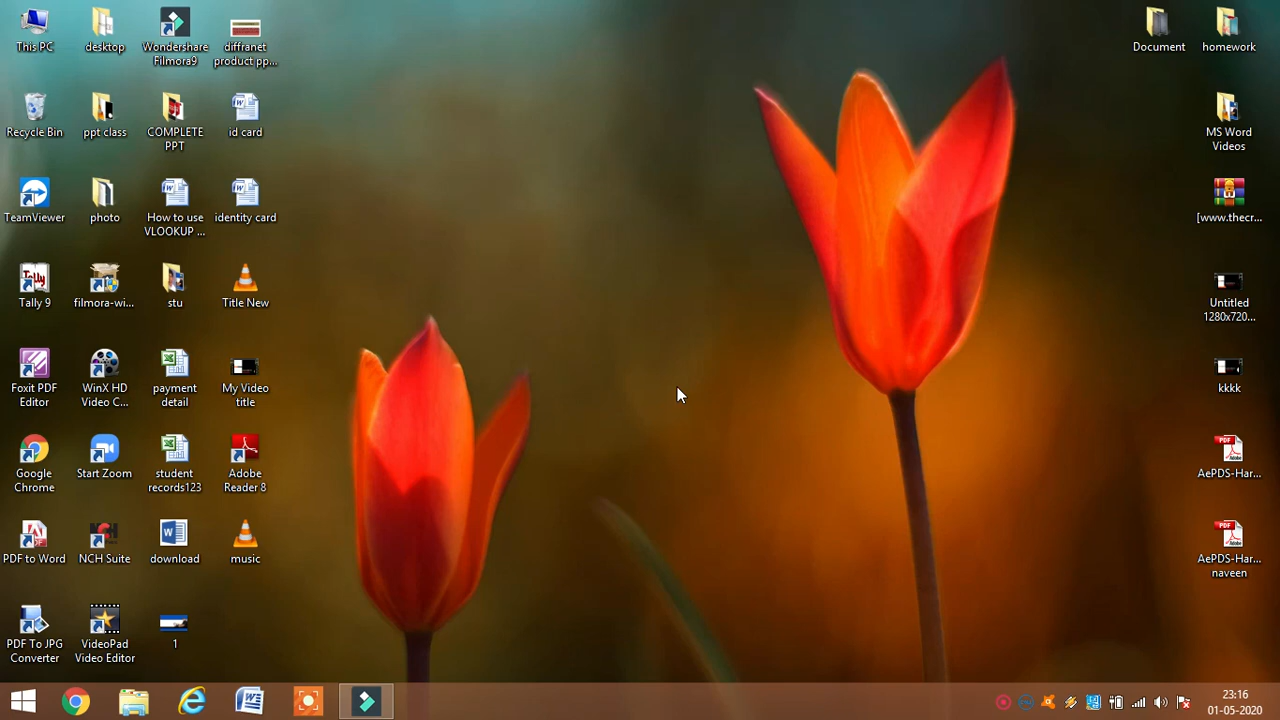 This PC
desktop
Wondershare
Filmora9
diffranet
product pp...
Document
homework
Recycle Bin
ppt class
COMPLETE
PPT
id card
MS Word
Videos
TeamViewer
photo
How to use
VLOOKUP ...
identity card
[www.thecr...
Tally
Tally 9
filmora-wi...
stu
Title New
Untitled
1280x720...
Foxit PDF
Editor
WinX HD
Video C...
payment
detail
My Video
title
kkkk
Google
Chrome
Start Zoom
student
records123
Adobe
Reader 8
PDF
AePDS-Har...
PDF to Word
NCH
NCH Suite
download
music
PDF
AePDS-Har...
naveen
PDF To JPG
Converter
VideoPad
Video Editor
1
23:16
01-05-2020